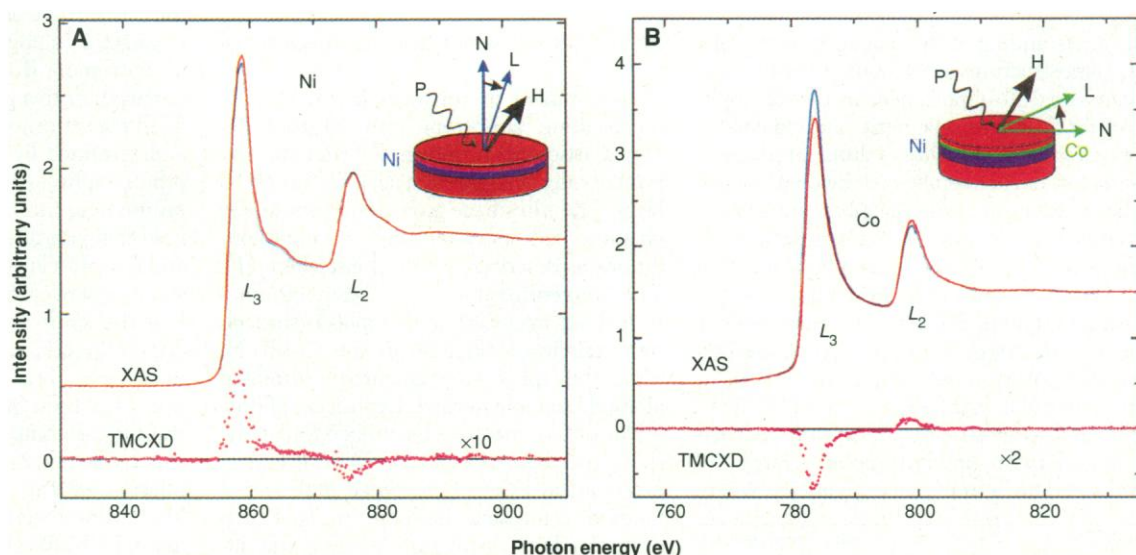 A
Ni
N
L
P
H
Ni
L3
L2
XAS
TMCXD
×10
3
2
1
0
840
860
880
900
Intensity (arbitrary units)
B
P
H
L
N
Ni
Co
Co
L3
L2
XAS
TMCXD
×2
4
3
2
1
0
760
780
800
820
Photon energy (eV)